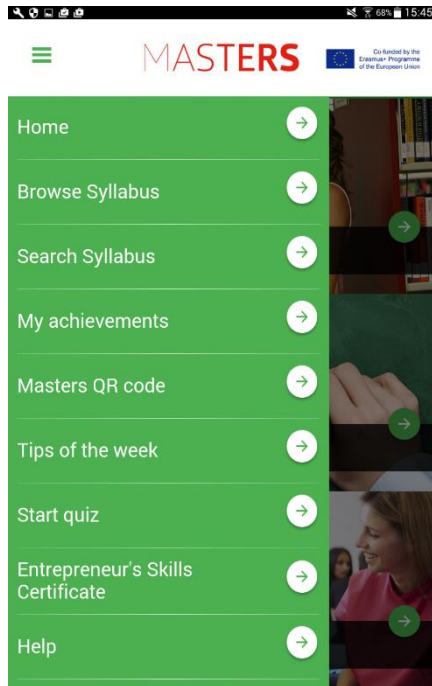 68% 15:45
MASTERS
Co-funded by the
Erasmus+ Programme
of the European Union
Home
Browse Syllabus
Search Syllabus
My achievements
Masters QR code
Tips of the week
Start quiz
Entrepreneur's Skills
Certificate
Help